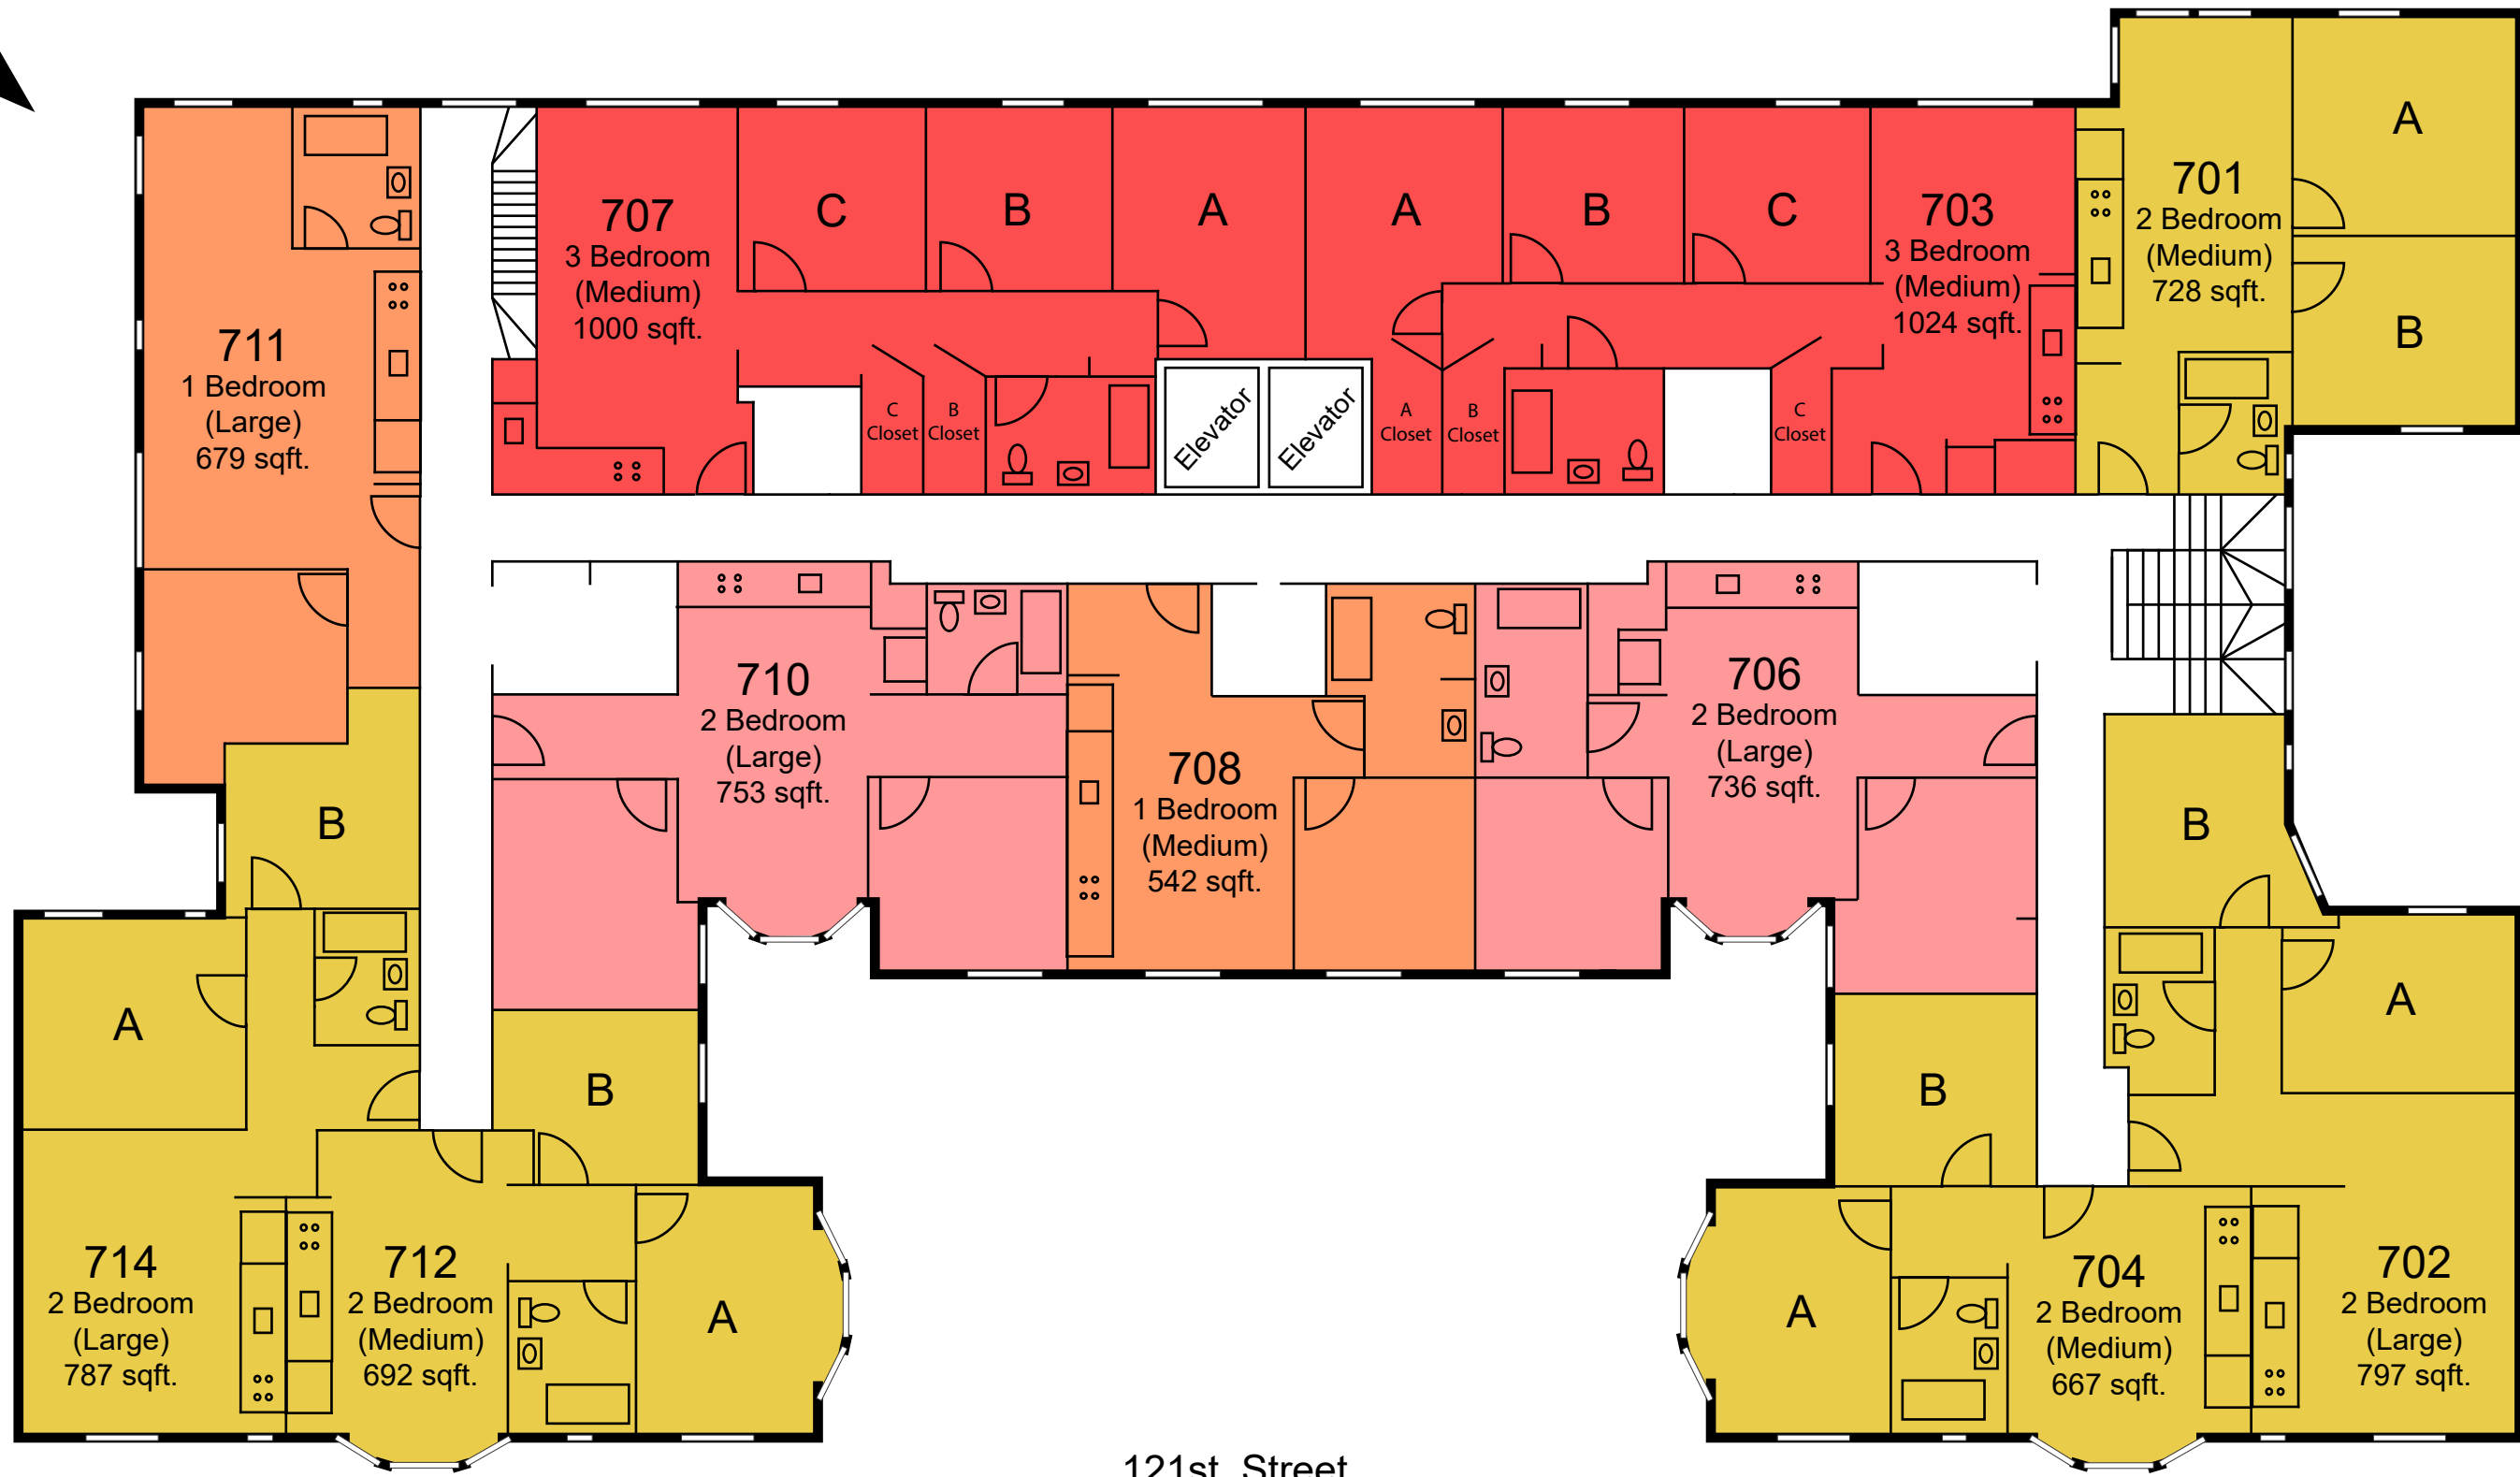 707
3 Bedroom
(Medium)
1000 sqft.
C
B
A
A
B
C
703
3 Bedroom
(Medium)
1024 sqft.
701
2 Bedroom
(Medium)
728 sqft.
A
B
711
1 Bedroom
(Large)
679 sqft.
C
Closet
B
Closet
Elevator
Elevator
A
Closet
B
Closet
C
Closet
710
2 Bedroom
(Large)
753 sqft.
708
1 Bedroom
(Medium)
542 sqft.
706
2 Bedroom
(Large)
736 sqft.
B
B
A
B
B
A
714
2 Bedroom
(Large)
787 sqft.
712
2 Bedroom
(Medium)
692 sqft.
A
A
704
2 Bedroom
(Medium)
667 sqft.
702
2 Bedroom
(Large)
797 sqft.
121st. Street